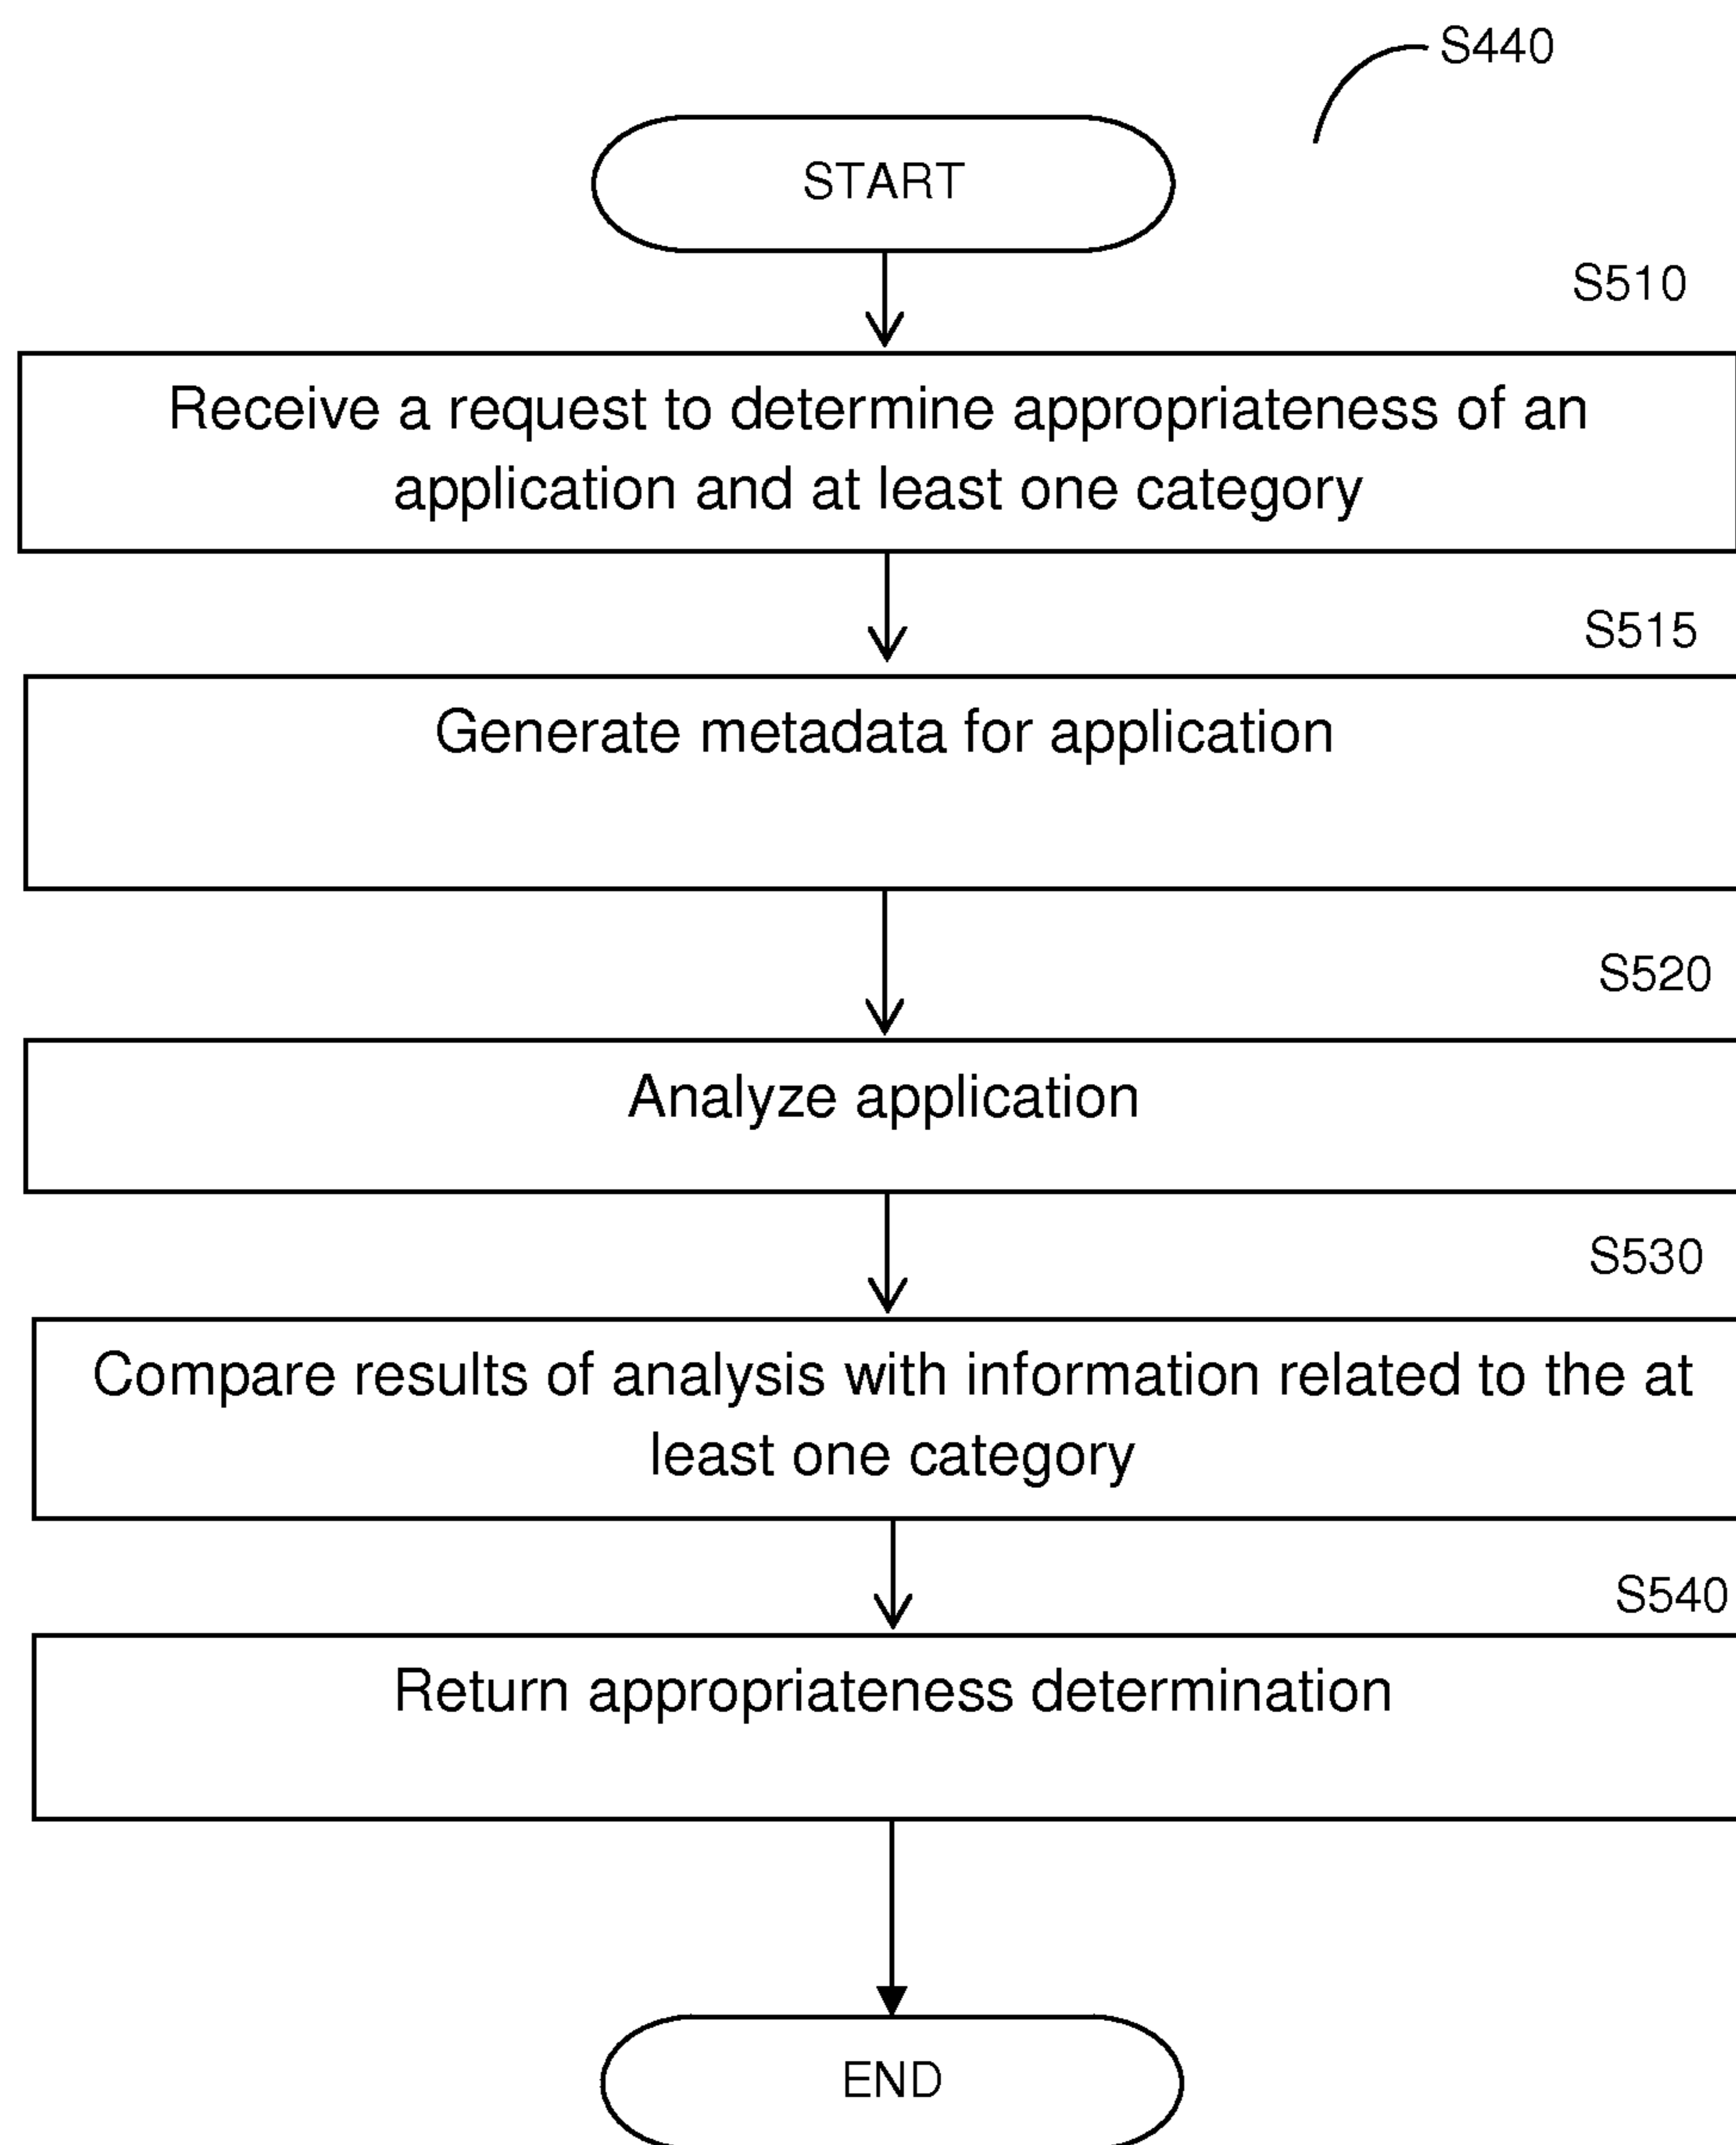 S440
START
S510
Receive a request to determine appropriateness of an
application and at least one category
S515
Generate metadata for application
S520
Analyze application
S530
Compare results of analysis with information related to the at
least one category
S540
Return appropriateness determination
END